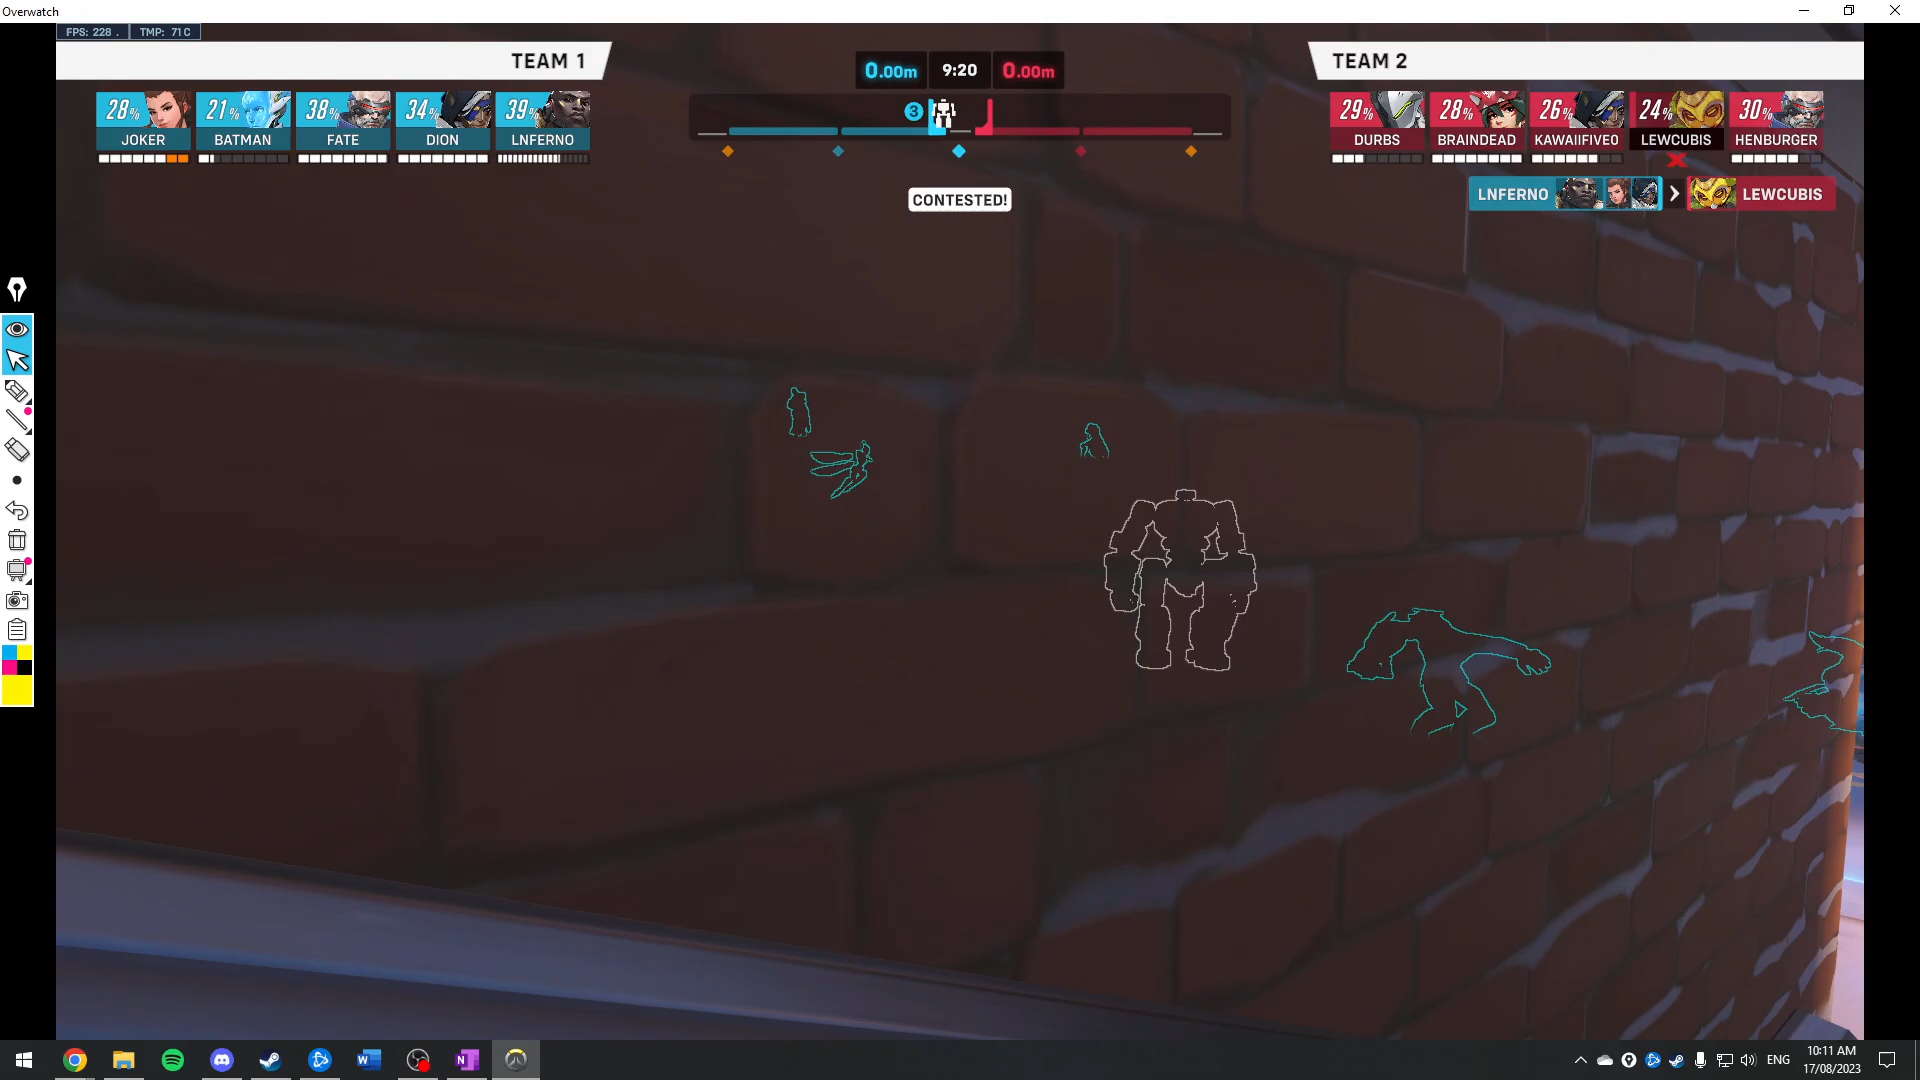 Overwatch
FPS: 228 . TMP: 71 C
TEAM 1
0.00m 9:20 0.00m
TEAM 2
28% 21% 38% 34% 39%
JOKER BATMAN FATE DION LNFERNO
3
29% 28% 26% 24% 30%
DURBS BRAINDEAD KAWAIIFIVEO LEWCUBIS HENBURGER
CONTESTED!
LNFERNO LEWCUBIS
ENG
10:11 AM
17/08/2023